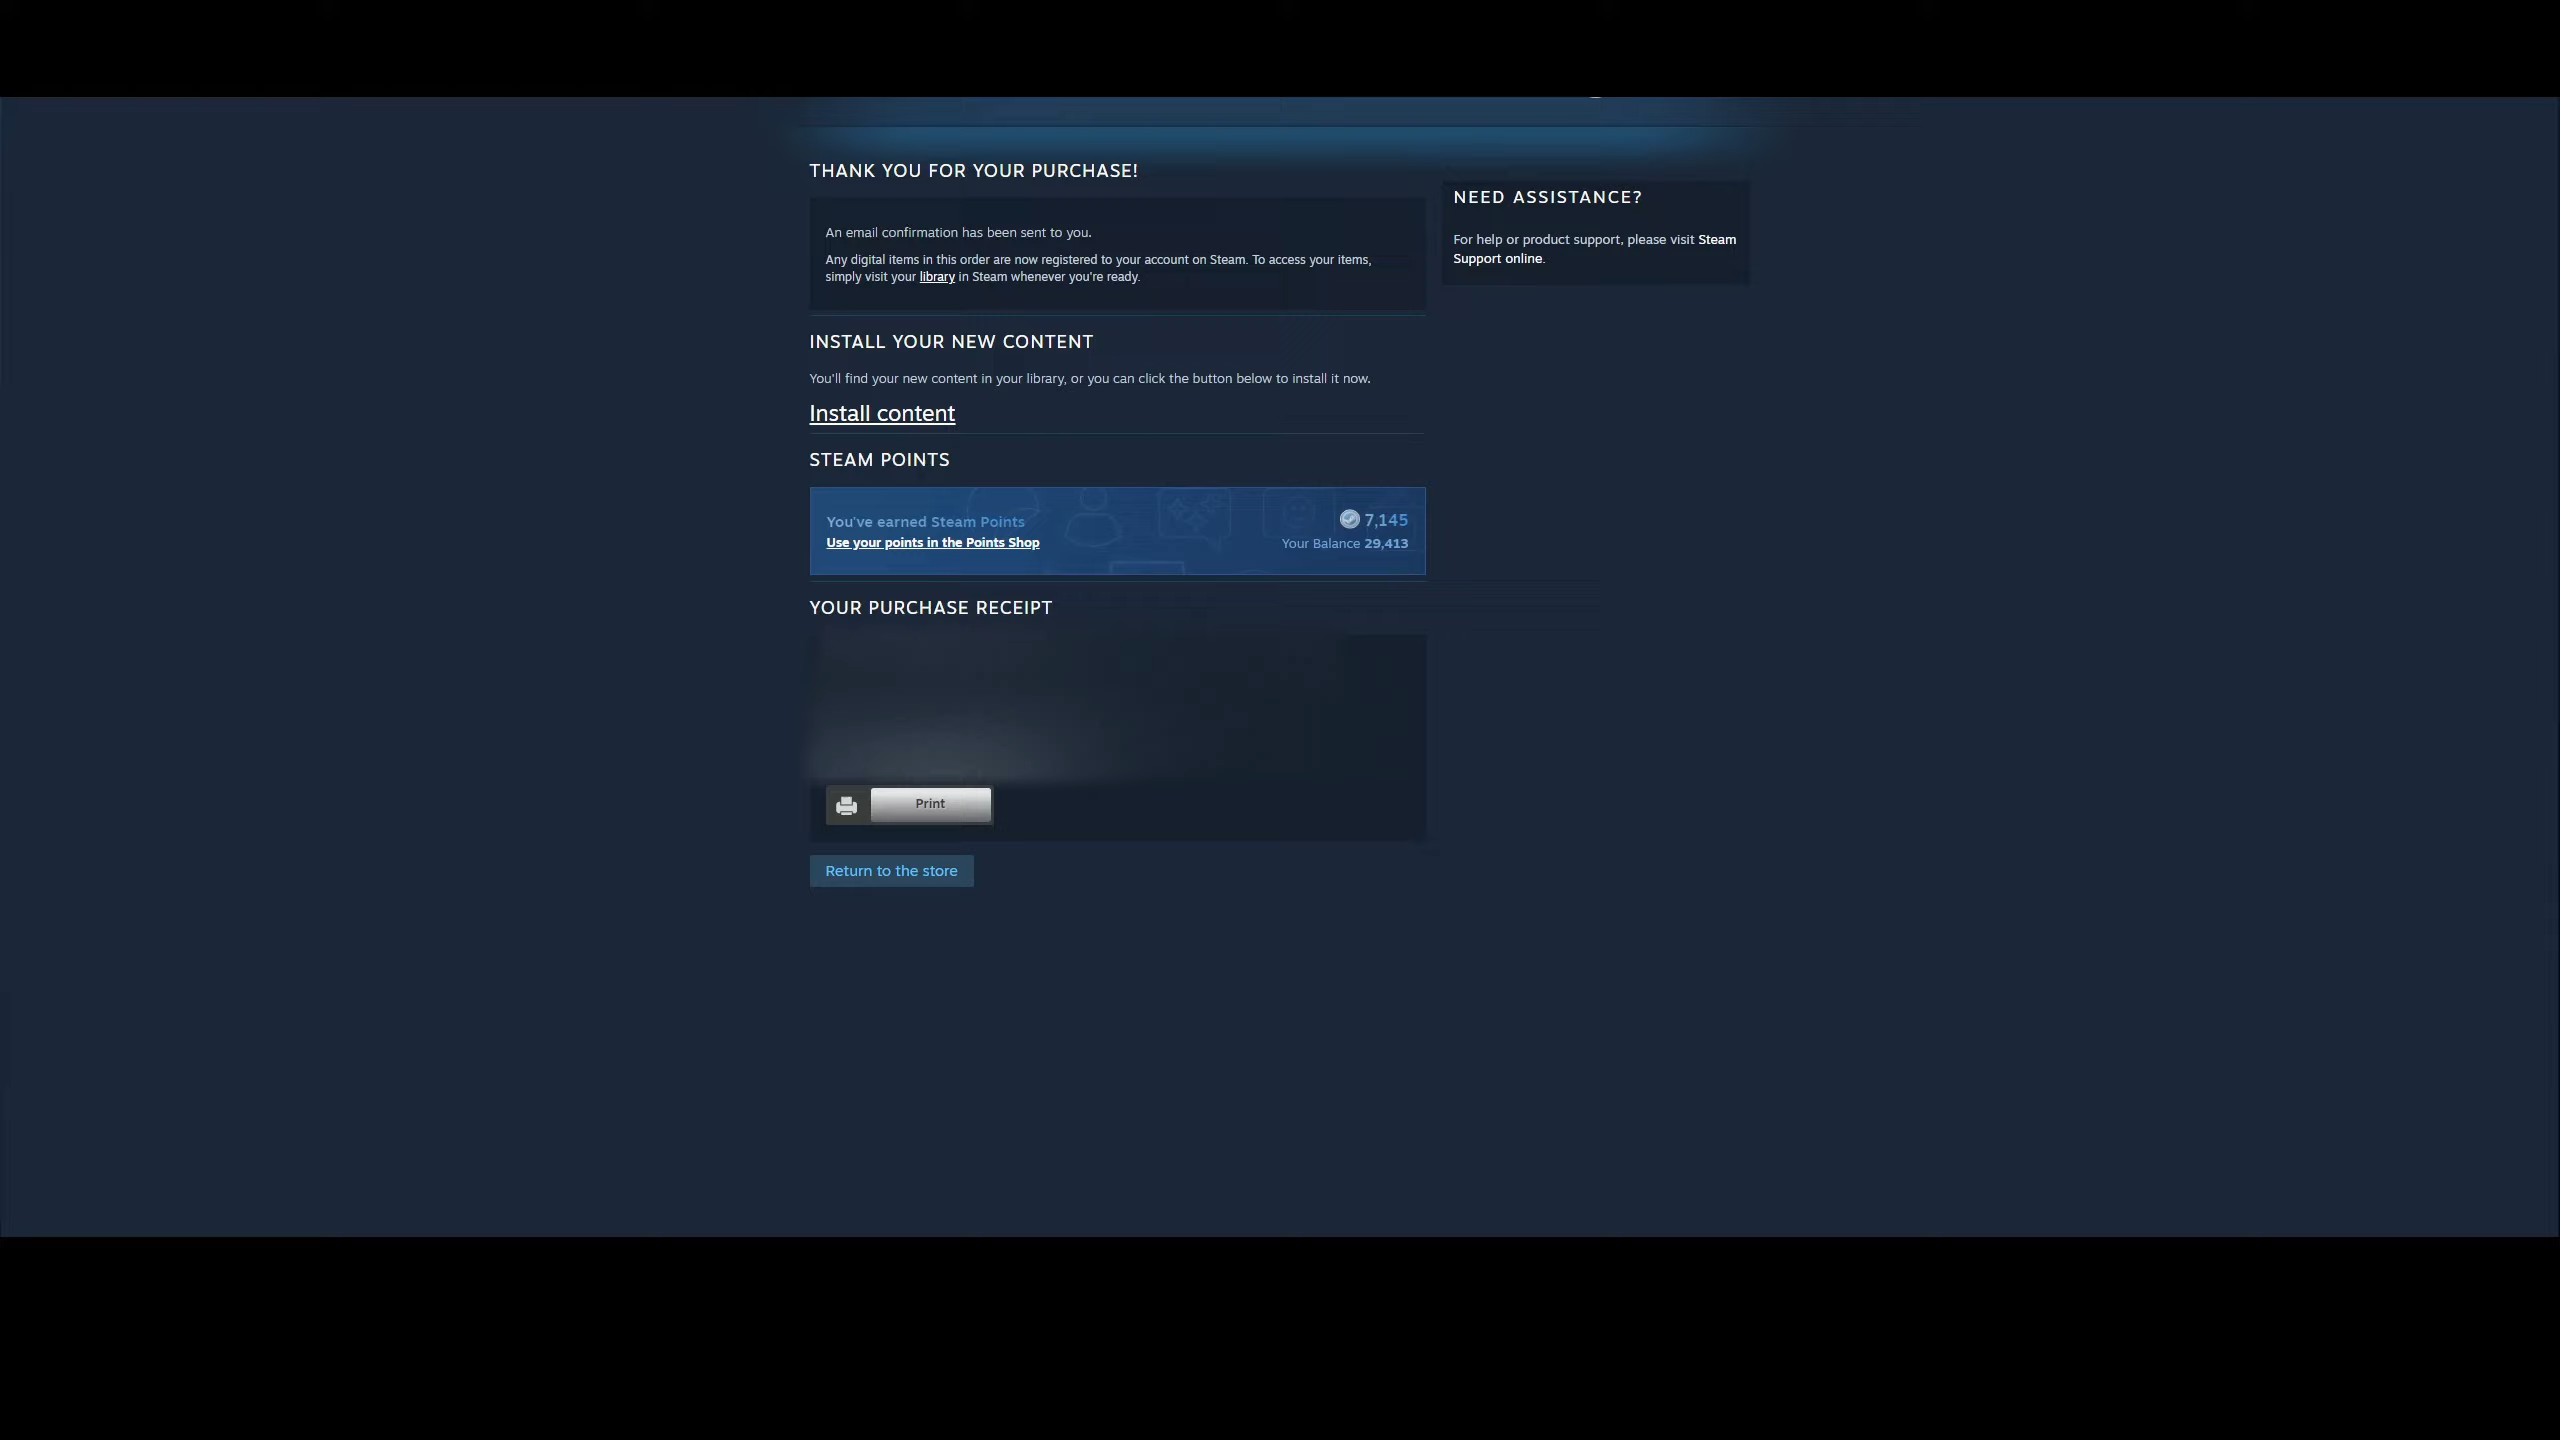 THANK YOU FOR YOUR PURCHASE!
An email confirmation has been sent to you.
Any digital items in this order are now registered to your account on Steam. To access your items,
simply visit your library in Steam whenever you're ready.
NEED ASSISTANCE?
For help or product support, please visit Steam
Support online.
INSTALL YOUR NEW CONTENT
You'll find your new content in your library, or you can click the button below to install it now.
Install content
STEAM POINTS
You've earned Steam Points
7,145
Use your points in the Points Shop
Your Balance 29,413
YOUR PURCHASE RECEIPT
Print
Return to the store